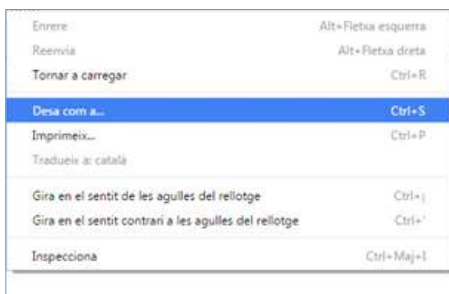 Enrere Alt+Fletxa esquerra
Reenvia Alt+Fletxa dreta
Tornar a carregar Ctrl+R
Desa com a... Ctrl+S
Imprimeix... Ctrl+P
Tradueix a: català
Gira en el sentit de les agulles del rellotge Ctrl+¡
Gira en el sentit contrari a les agulles del rellotge Ctrl+'
Inspecciona Ctrl+Maj+I